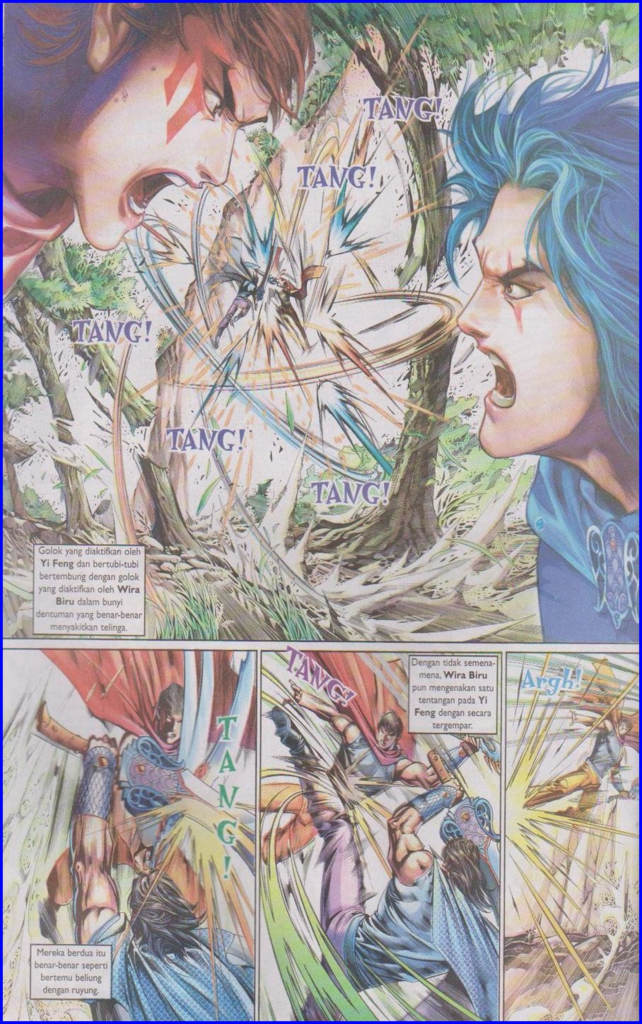 TANG!
TANG!
TANG!
TANG!
TANG!
Golok yang diaktifkan oleh
Yi Feng dan bertubi-tubi
bertembung dengan golok
yang diaktifkan oleh Wira
Biru dalam bunyi
dentuman yang benar-benar
menyakitkan telinga.
TANG!
Mereka berdua itu
benar-benar seperti
bertemu beliung
dengan ruyung.
TANG!
Dengan tidak semena-
mena, Wira Biru
pun mengenakan satu
tentangan pada Yi
Feng dengan secara
tergempar.
Argh!